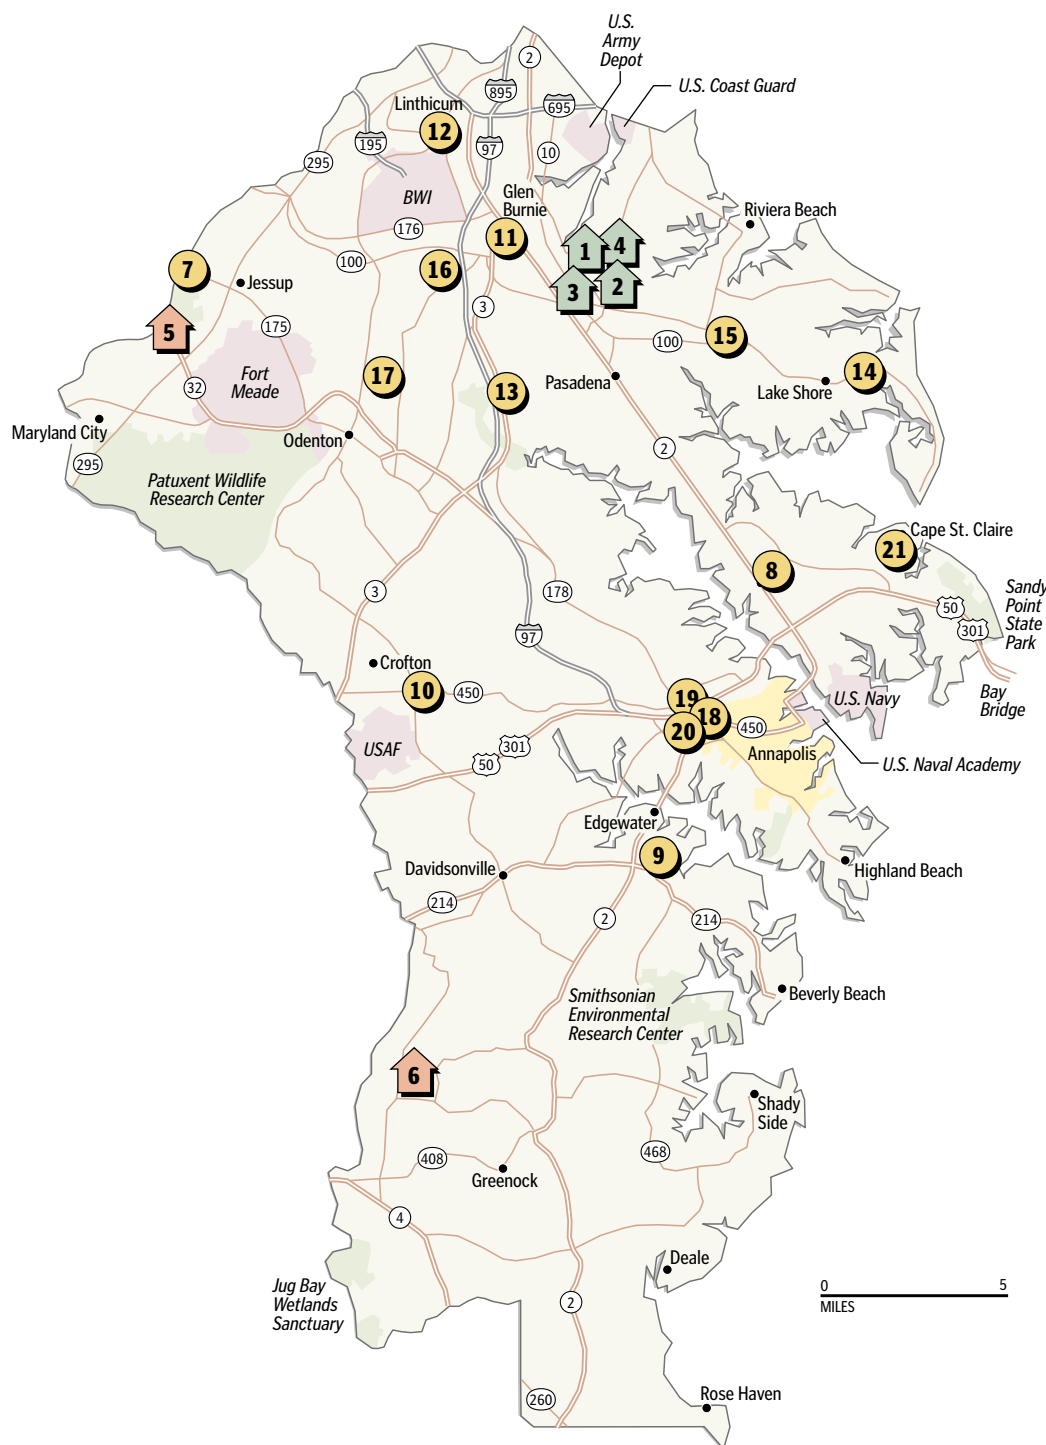 U.S.
Army
Depot
2
U.S. Coast Guard
895
695
Linthicum
12
195
97
10
295
BWI
Glen
Burnie
176
Riviera Beach
11
1
4
100
16
7
Jessup
3
2
3
5
175
100
15
32
Fort
Meade
17
13
Pasadena
14
Lake Shore
Maryland City
Odenton
295
2
Patuxent Wildlife
Research Center
Cape St. Claire
21
8
3
178
50
Sandy
Point
State
Park
301
97
Crofton
10
450
19
18
20
U.S. Navy
Bay
Bridge
450
USAF
301
50
Annapolis
U.S. Naval Academy
Edgewater
9
Davidsonville
Highland Beach
214
2
214
Smithsonian
Environmental
Research Center
Beverly Beach
6
Shady
Side
408
468
Greenock
4
Deale
Jug Bay
Wetlands
Sanctuary
0 5
MILES
2
260
Rose Haven